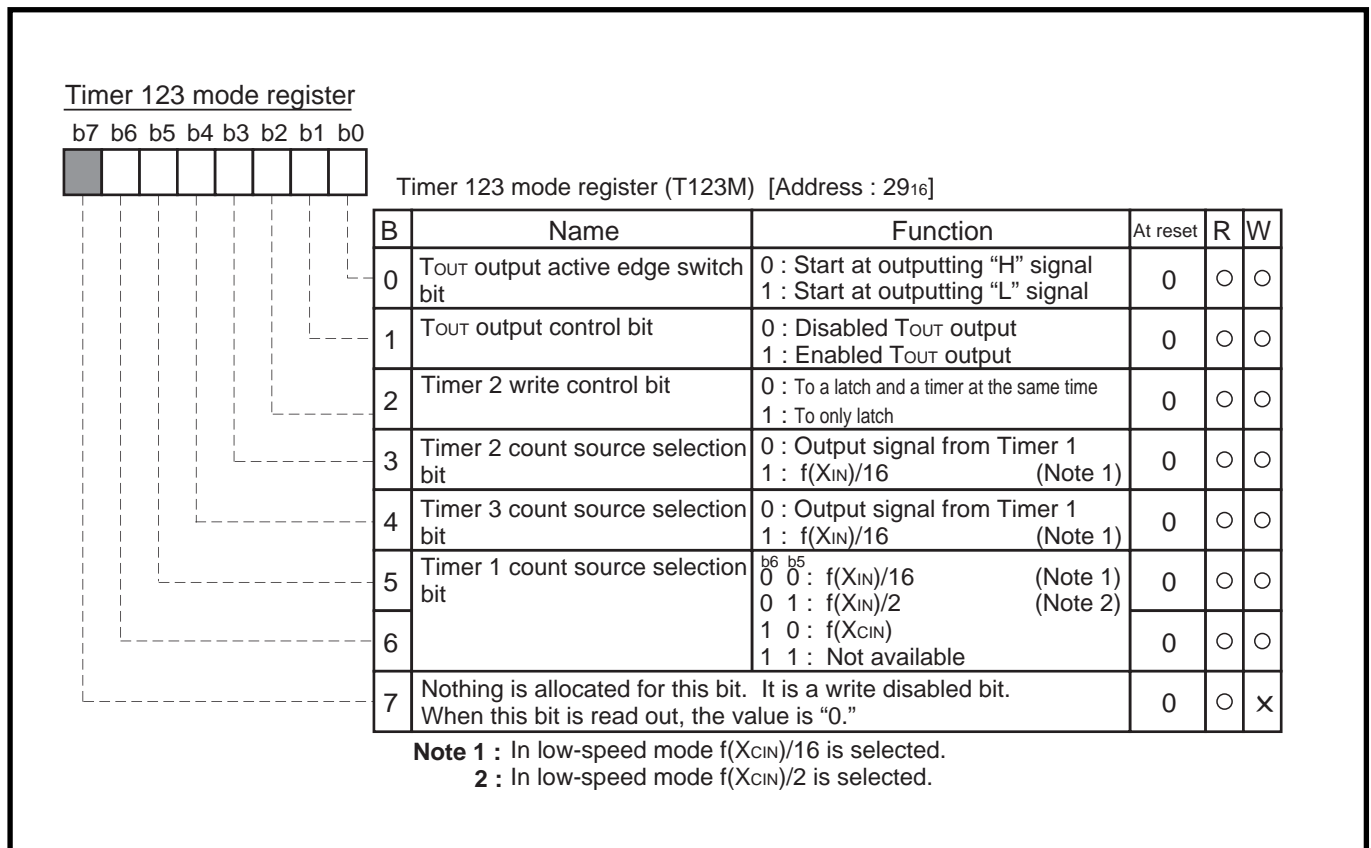 Timer 123 mode register
b7 b6 b5 b4 b3 b2 b1 b0
Timer 123 mode register (T123M) [Address : 2916]
B Name Function At reset R W
0 TOUT output active edge switch bit 0 : Start at outputting “H” signal 1 : Start at outputting “L” signal 0 ○ ○
1 TOUT output control bit 0 : Disabled TOUT output 1 : Enabled TOUT output 0 ○ ○
2 Timer 2 write control bit 0 : To a latch and a timer at the same time 1 : To only latch 0 ○ ○
3 Timer 2 count source selection bit 0 : Output signal from Timer 1 1 : f(XIN)/16 (Note 1) 0 ○ ○
4 Timer 3 count source selection bit 0 : Output signal from Timer 1 1 : f(XIN)/16 (Note 1) 0 ○ ○
5 Timer 1 count source selection bit b6 b5 0 0 : f(XIN)/16 (Note 1) 0 1 : f(XIN)/2 (Note 2) 0 ○ ○
6 1 0 : f(XCIN) 1 1 : Not available 0 ○ ○
7 Nothing is allocated for this bit. It is a write disabled bit. When this bit is read out, the value is “0.” 0 ○ ×
Note 1 : In low-speed mode f(XCIN)/16 is selected.
2 : In low-speed mode f(XCIN)/2 is selected.